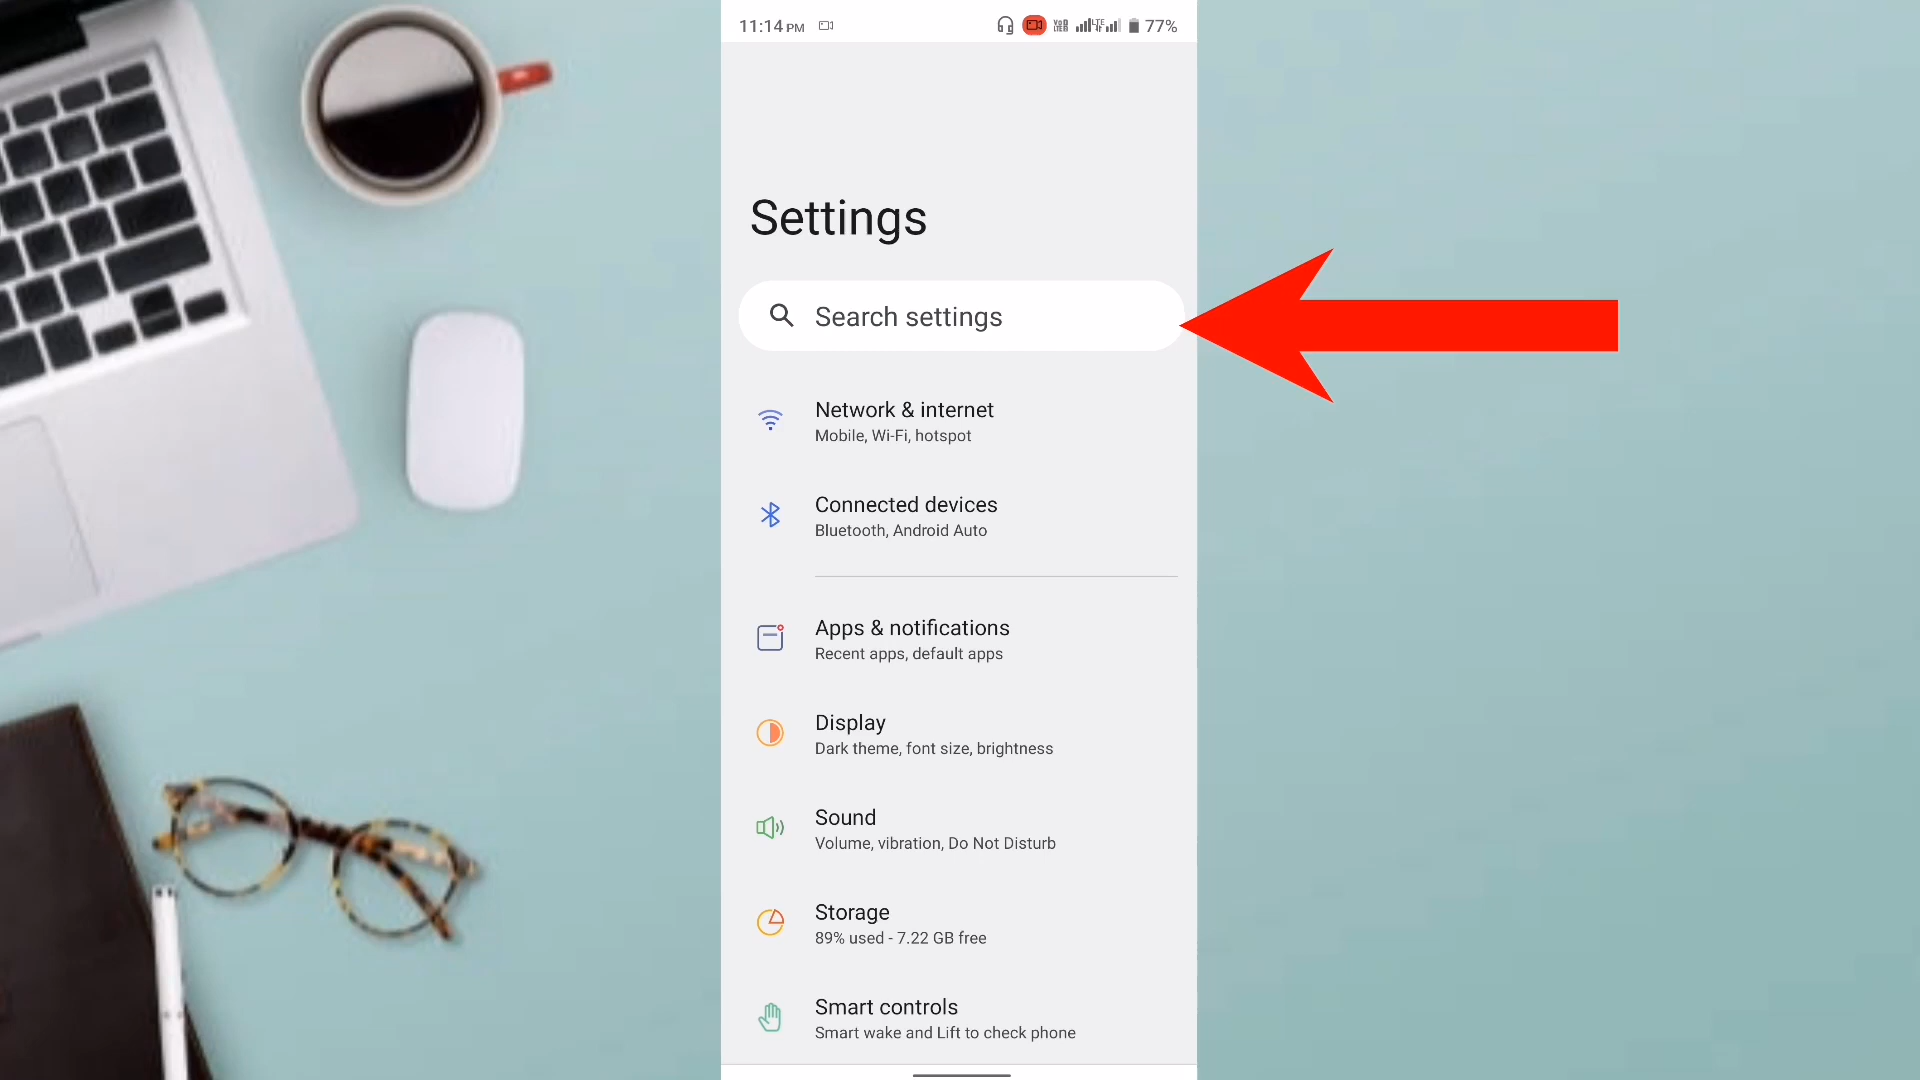 11:14 PM 77%
Settings
Search settings
Network & internet
Mobile, Wi-Fi, hotspot
Connected devices
Bluetooth, Android Auto
Apps & notifications
Recent apps, default apps
Display
Dark theme, font size, brightness
Sound
Volume, vibration, Do Not Disturb
Storage
89% used - 7.22 GB free
Smart controls
Smart wake and Lift to check phone